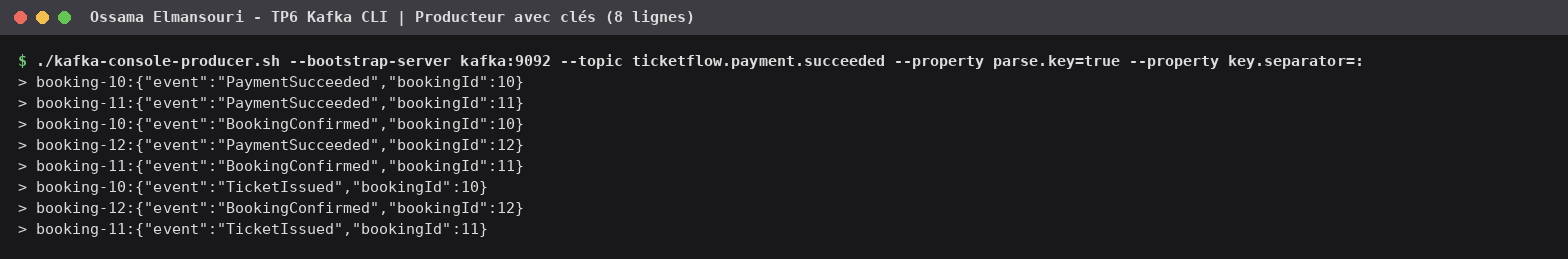 Ossama Elmansouri - TP6 Kafka CLI | Producteur avec clés (8 lignes)
$ ./kafka-console-producer.sh --bootstrap-server kafka:9092 --topic ticketflow.payment.succeeded --property parse.key=true --property key.separator=:
> booking-10:{"event":"PaymentSucceeded","bookingId":10}
> booking-11:{"event":"PaymentSucceeded","bookingId":11}
> booking-10:{"event":"BookingConfirmed","bookingId":10}
> booking-12:{"event":"PaymentSucceeded","bookingId":12}
> booking-11:{"event":"BookingConfirmed","bookingId":11}
> booking-10:{"event":"TicketIssued","bookingId":10}
> booking-12:{"event":"BookingConfirmed","bookingId":12}
> booking-11:{"event":"TicketIssued","bookingId":11}